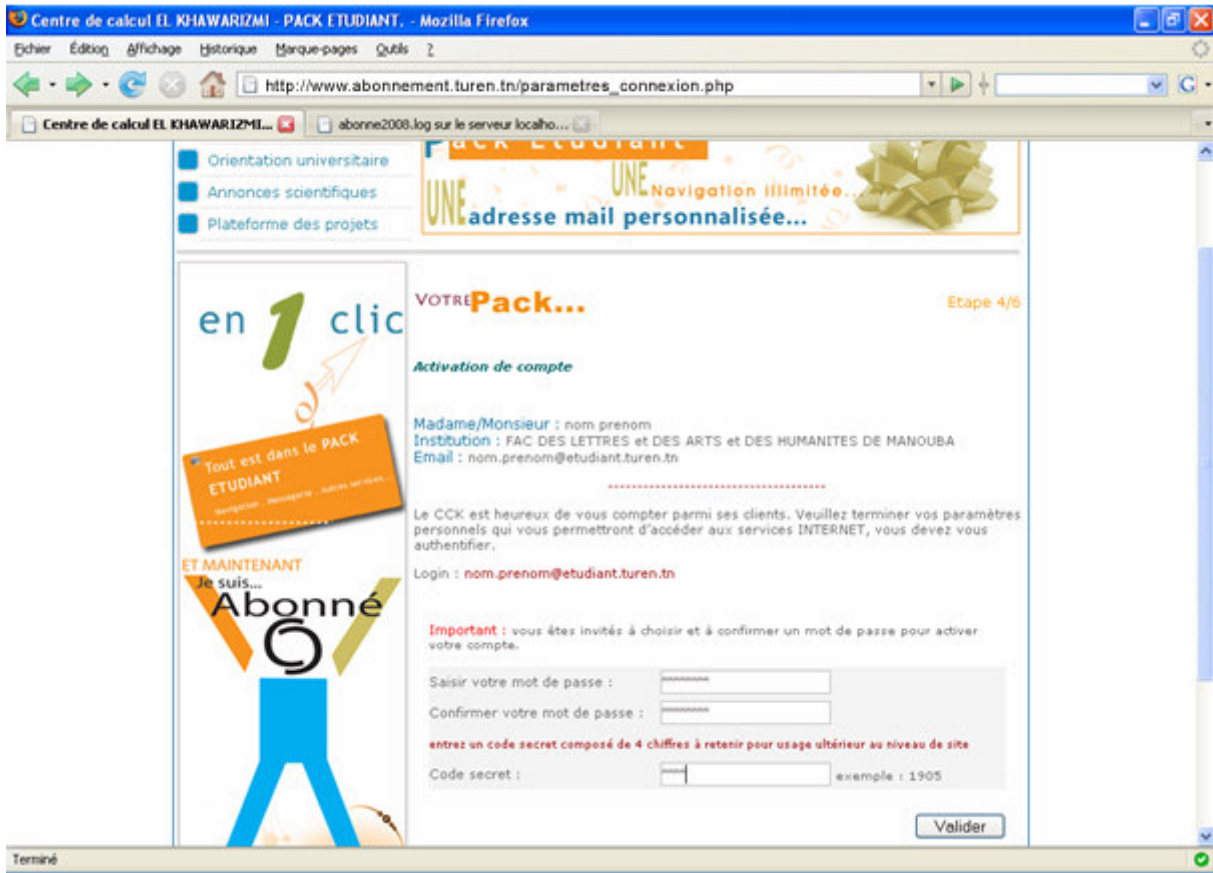 Centre de calcul EL KHAWARIZMI - PACK ETUDIANT. - Mozilla Firefox
Fichier Édition Affichage Historique Marque-pages Outils ?
http://www.abonnement.turen.tn/parametres_connexion.php
G
Centre de calcul EL KHAWARIZMI... abonne2008.log sur le serveur localho...
Orientation universitaire
Annonces scientifiques
Plateforme des projets
Pack Etudiant
UNE Navigation illimitée...
UNE adresse mail personnalisée...
en 1 clic
Tout est dans le PACK
ETUDIANT
Navigation . Messagerie . Autres services...
ET MAINTENANT
Je suis...
Abonné
VOTRE Pack...
Etape 4/6
Activation de compte
Madame/Monsieur : nom prenom
Institution : FAC DES LETTRES et DES ARTS et DES HUMANITES DE MANOUBA
Email : nom.prenom@etudiant.turen.tn
Le CCK est heureux de vous compter parmi ses clients. Veuillez terminer vos paramètres
personnels qui vous permettront d'accéder aux services INTERNET, vous devez vous
authentifier.
Login : nom.prenom@etudiant.turen.tn
Important : vous êtes invités à choisir et à confirmer un mot de passe pour activer
votre compte.
Saisir votre mot de passe : ********
Confirmer votre mot de passe : ********
entrez un code secret composé de 4 chiffres à retenir pour usage ultérieur au niveau de site
Code secret : **** exemple : 1905
Valider
Terminé